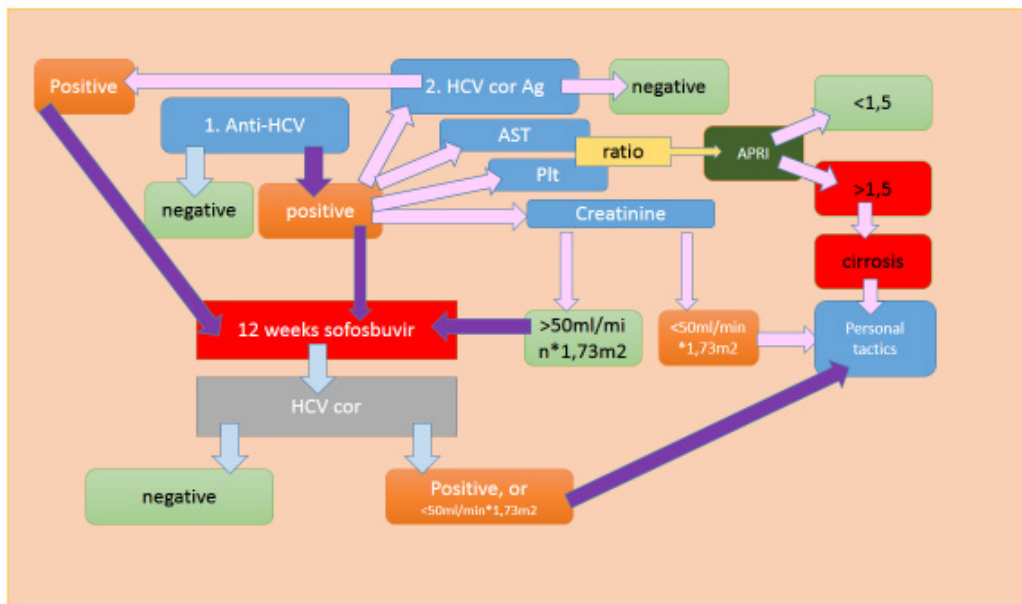 Positive
2. HCV cor Ag
negative
<1,5
1. Anti-HCV
AST
ratio
APRI
Plt
>1,5
negative
positive
Creatinine
cirrosis
12 weeks sofosbuvir
>50ml/mi
n*1,73m2
<50ml/min
*1,73m2
Personal
tactics
HCV cor
negative
Positive, or
<50ml/min*1,73m2